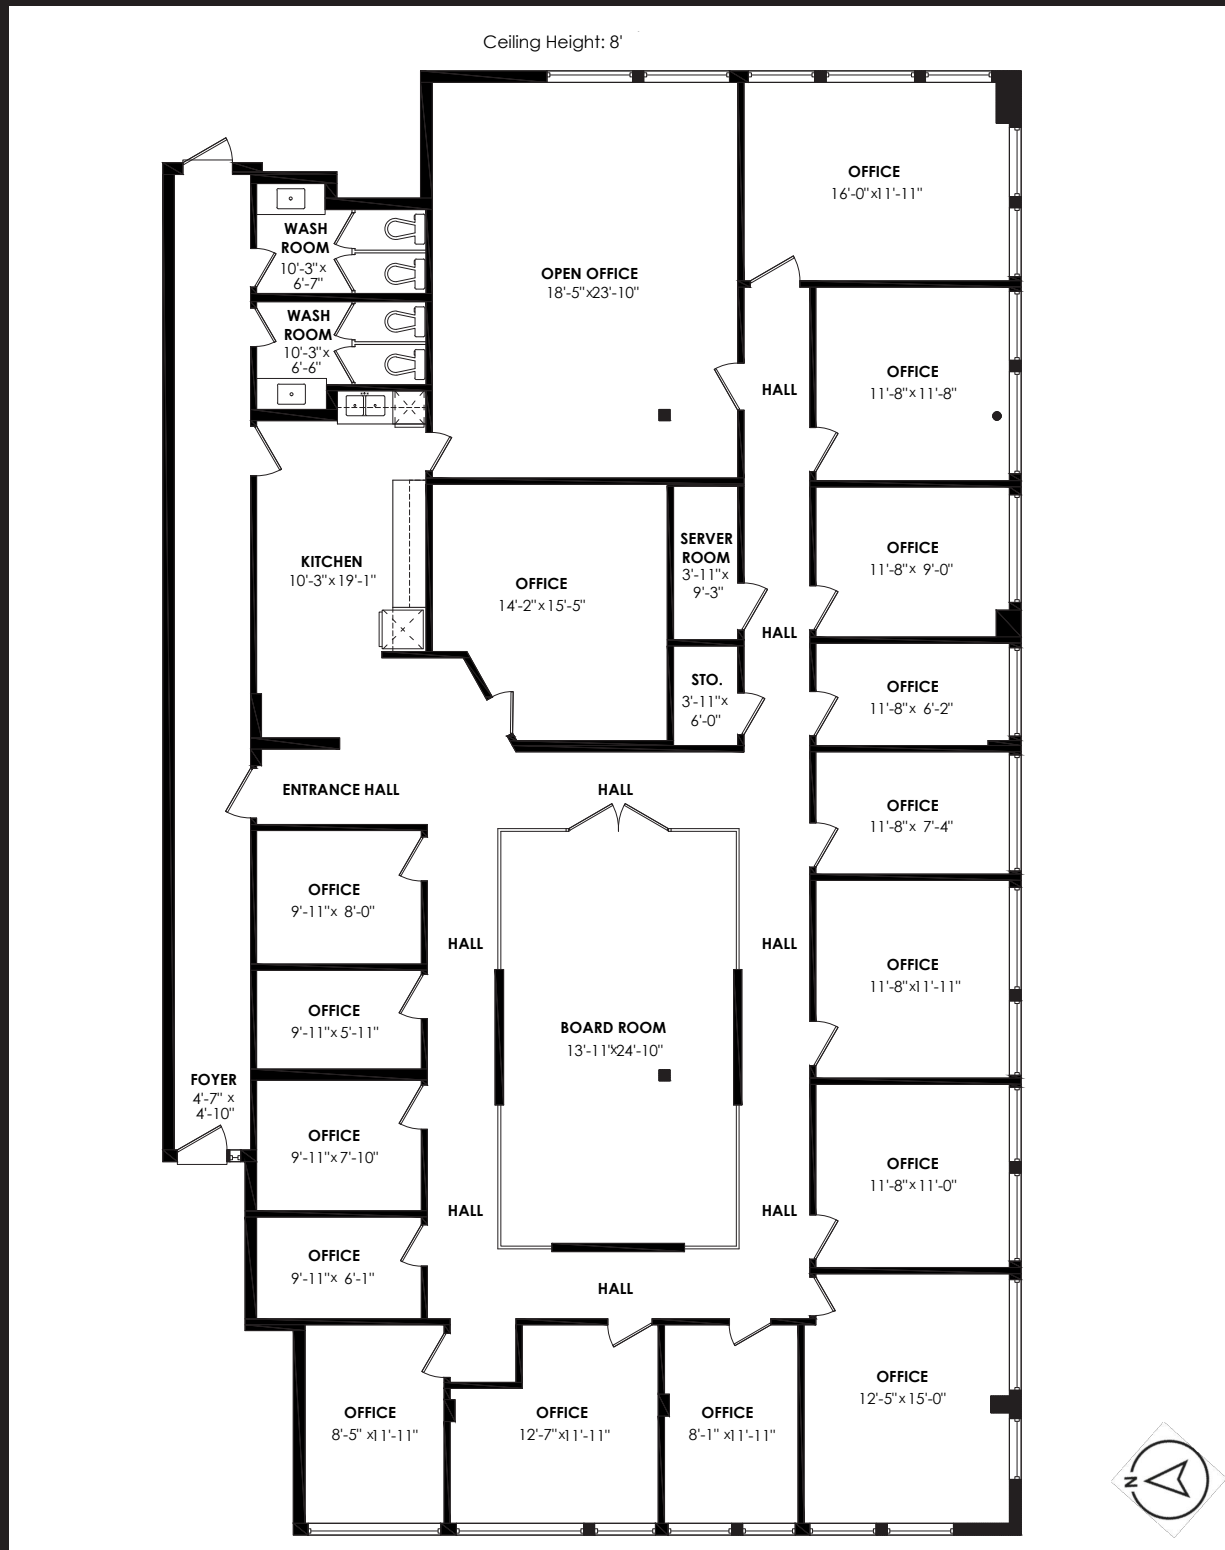 Ceiling Height: 8'
OFFICE
16'-0"x11'-11"
WASH
ROOM
10'-3"x
6'-7"
OPEN OFFICE
18'-5"x23'-10"
WASH
ROOM
10'-3"x
6'-6"
HALL
OFFICE
11'-8"x11'-8"
KITCHEN
10'-3"x19'-1"
OFFICE
14'-2"x15'-5"
SERVER
ROOM
3'-11"x
9'-3"
OFFICE
11'-8"x 9'-0"
HALL
STO.
3'-11"x
6'-0"
OFFICE
11'-8"x 6'-2"
ENTRANCE HALL
HALL
OFFICE
11'-8"x 7'-4"
OFFICE
9'-11"x 8'-0"
HALL
HALL
OFFICE
11'-8"x11'-11"
OFFICE
9'-11"x5'-11"
BOARD ROOM
13'-11"x24'-10"
FOYER
4'-7" x
4'-10"
OFFICE
9'-11"x7'-10"
OFFICE
11'-8"x11'-0"
HALL
HALL
OFFICE
9'-11"x 6'-1"
HALL
OFFICE
8'-5" x11'-11"
OFFICE
12'-7"x11'-11"
OFFICE
8'-1" x11'-11"
OFFICE
12'-5"x15'-0"
N